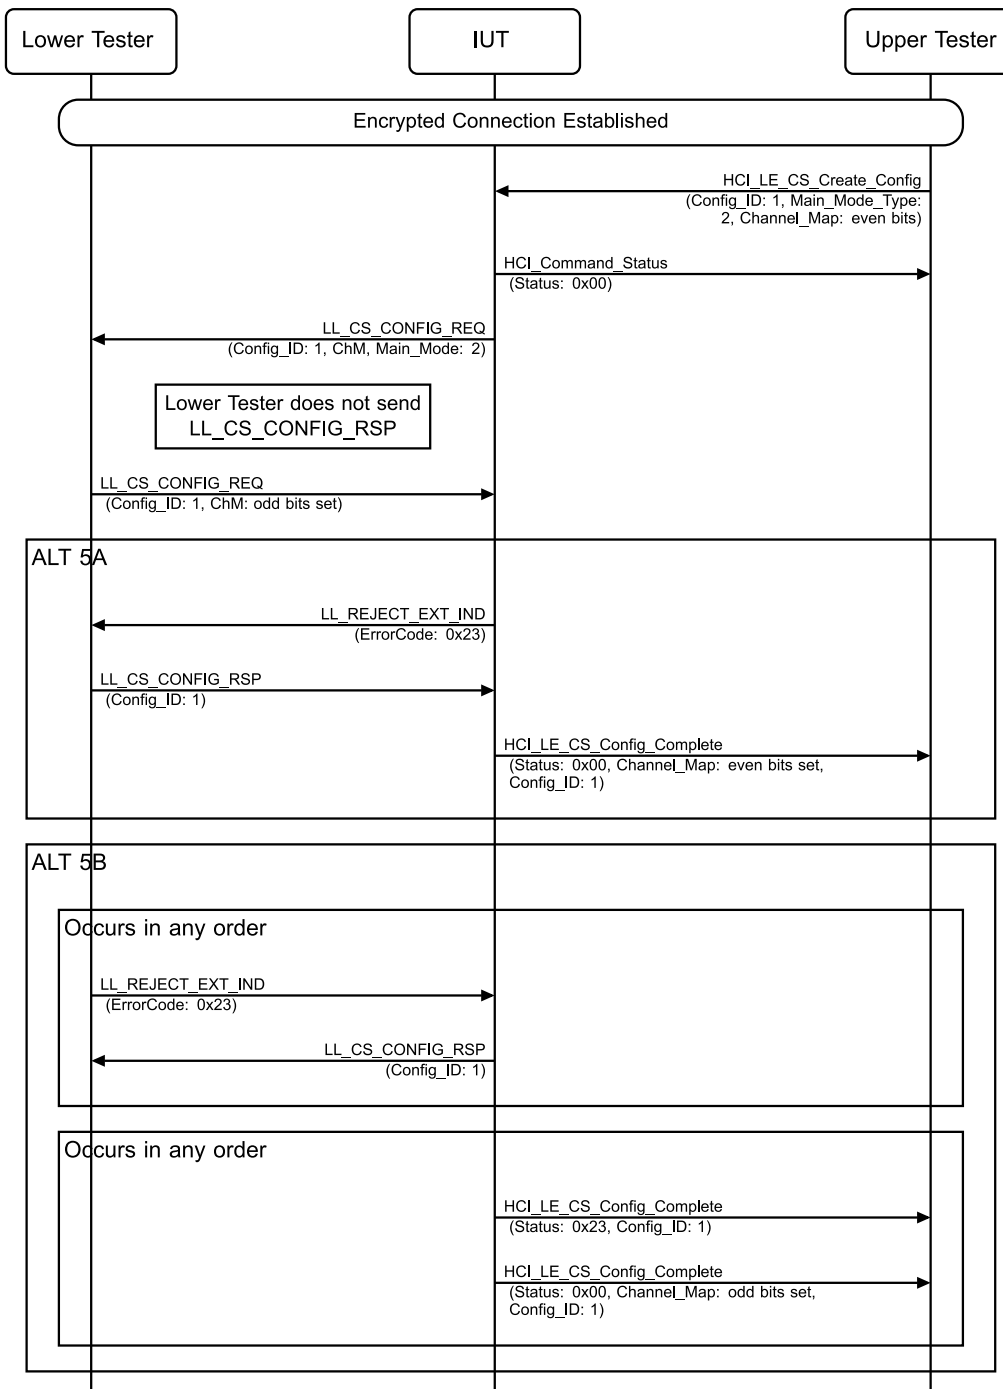 Lower Tester
IUT
Upper Tester
Encrypted Connection Established
HCI_LE_CS_Create_Config
(Config_ID: 1, Main_Mode_Type:
2, Channel_Map: even bits)
HCI_Command_Status
(Status: 0x00)
LL_CS_CONFIG_REQ
(Config_ID: 1, ChM, Main_Mode: 2)
Lower Tester does not send
LL_CS_CONFIG_RSP
LL_CS_CONFIG_REQ
(Config_ID: 1, ChM: odd bits set)
ALT 5A
LL_REJECT_EXT_IND
(ErrorCode: 0x23)
LL_CS_CONFIG_RSP
(Config_ID: 1)
HCI_LE_CS_Config_Complete
(Status: 0x00, Channel_Map: even bits set,
Config_ID: 1)
ALT 5B
Occurs in any order
LL_REJECT_EXT_IND
(ErrorCode: 0x23)
LL_CS_CONFIG_RSP
(Config_ID: 1)
Occurs in any order
HCI_LE_CS_Config_Complete
(Status: 0x23, Config_ID: 1)
HCI_LE_CS_Config_Complete
(Status: 0x00, Channel_Map: odd bits set,
Config_ID: 1)